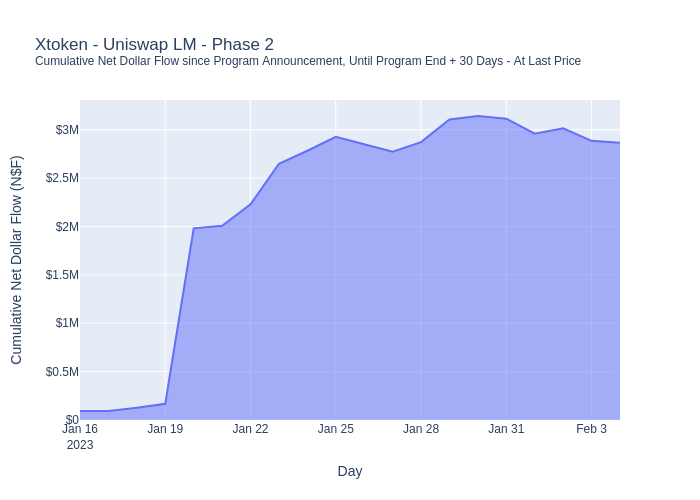 Xtoken - Uniswap LM - Phase 2
Cumulative Net Dollar Flow since Program Announcement, Until Program End + 30 Days - At Last Price
Cumulative Net Dollar Flow (N$F)
$3M
$2.5M
$2M
$1.5M
$1M
$0.5M
$0
Jan 16
2023
Jan 19
Jan 22
Jan 25
Jan 28
Jan 31
Feb 3
Day